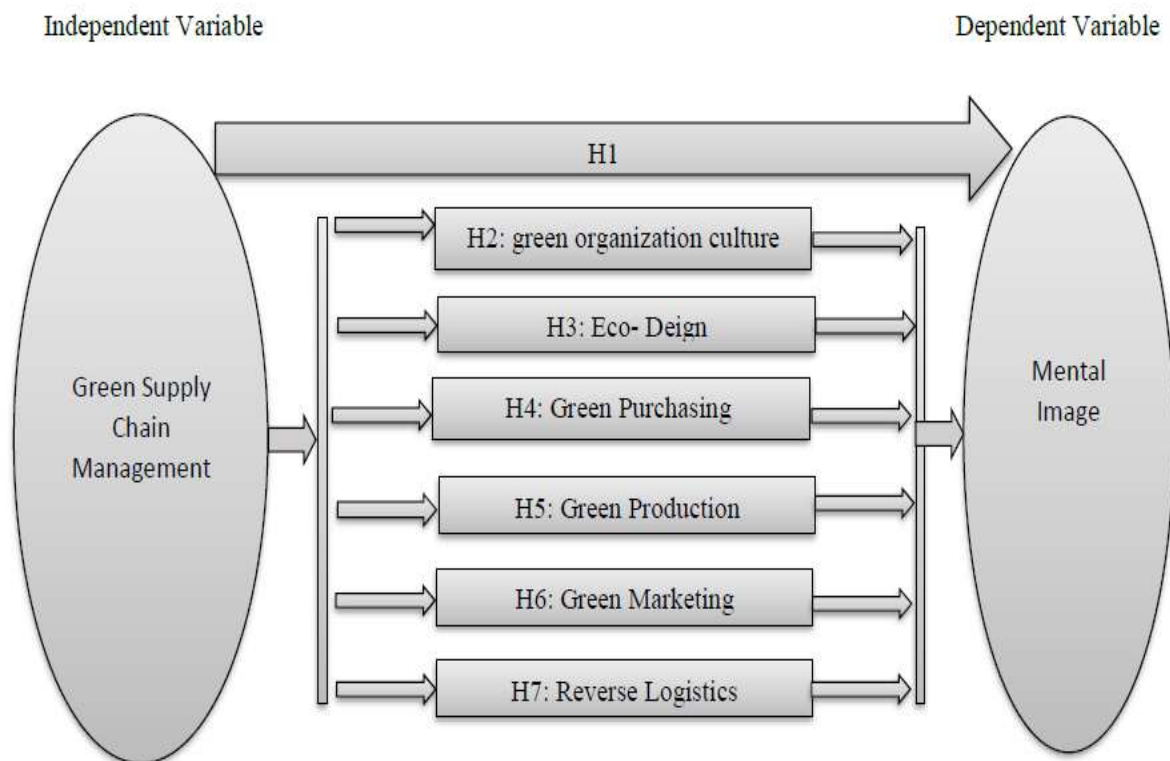 Independent Variable
Dependent Variable
H1
H2: green organization culture
H3: Eco- Deign
H4: Green Purchasing
H5: Green Production
H6: Green Marketing
H7: Reverse Logistics
Green Supply
Chain
Management
Mental
Image